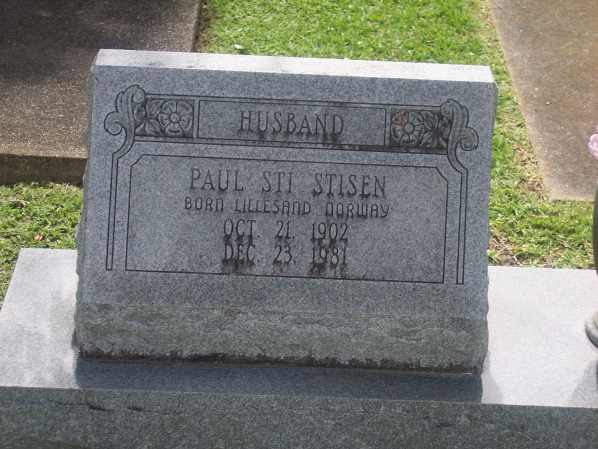 HUSBAND
PAUL STI STISEN
BORN LILLESAND NORWAY
OCT. 21, 1902
DEC. 23, 1981